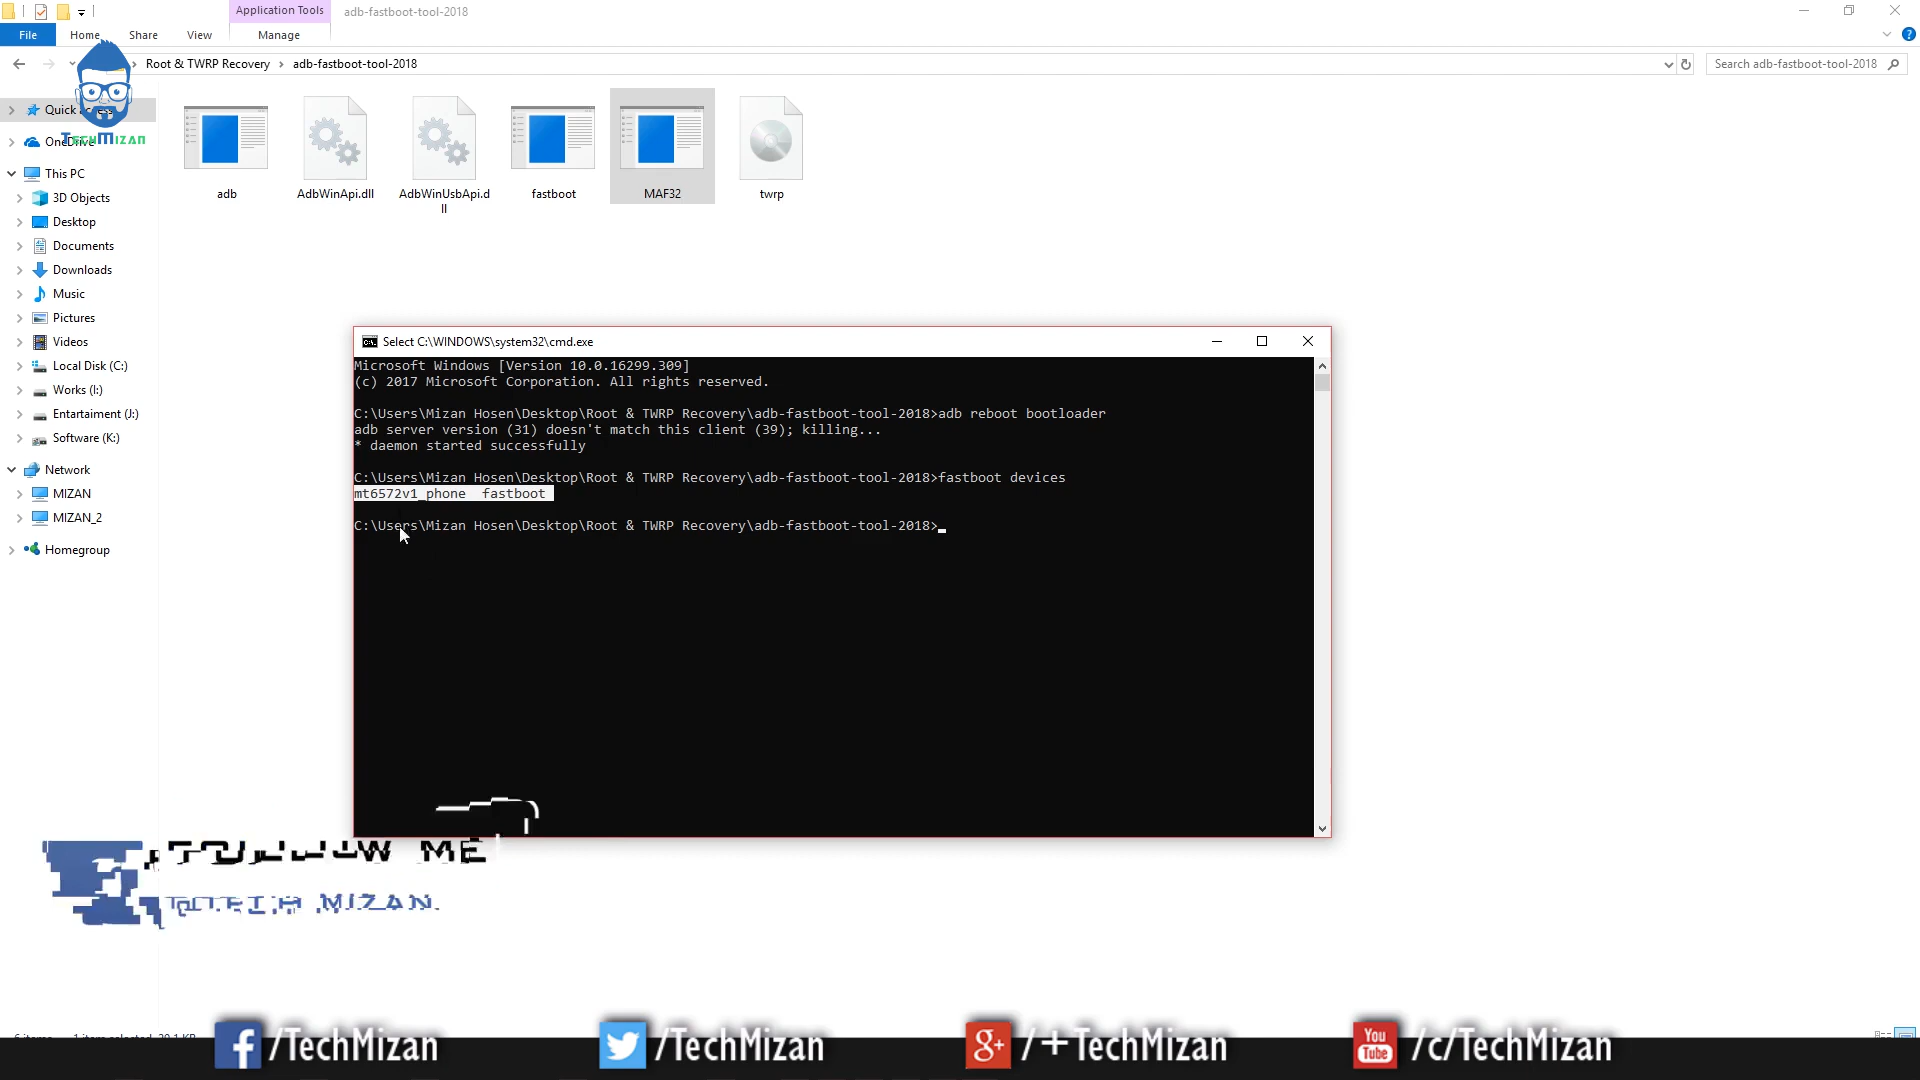 Application Tools
adb-fastboot-tool-2018
File
Home
Share
View
Manage
Root & TWRP Recovery
adb-fastboot-tool-2018
Search adb-fastboot-tool-2018
Quick
TechMizan
OneDrive
This PC
3D Objects
Desktop
Documents
Downloads
Music
Pictures
Videos
Local Disk (C:)
Works (I:)
Entartaiment (J:)
Software (K:)
Network
MIZAN
MIZAN_2
Homegroup
adb
AdbWinApi.dll
AdbWinUsbApi.d
ll
fastboot
MAF32
twrp
Select C:\WINDOWS\system32\cmd.exe
Microsoft Windows [Version 10.0.16299.309]
(c) 2017 Microsoft Corporation. All rights reserved.
C:\Users\Mizan Hosen\Desktop\Root & TWRP Recovery\adb-fastboot-tool-2018>adb reboot bootloader
adb server version (31) doesn't match this client (39); killing...
* daemon started successfully
C:\Users\Mizan Hosen\Desktop\Root & TWRP Recovery\adb-fastboot-tool-2018>fastboot devices
mt6572v1_phone  fastboot
C:\Users\Mizan Hosen\Desktop\Root & TWRP Recovery\adb-fastboot-tool-2018>
ME
MIZAN
f /TechMizan
/TechMizan
g+ /+TechMizan
You Tube /c/TechMizan